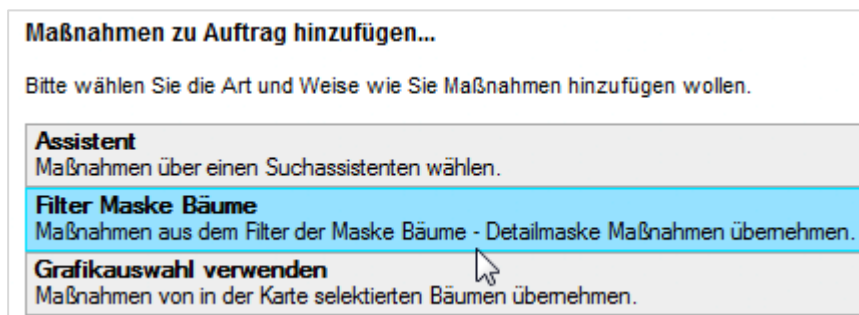 Maßnahmen zu Auftrag hinzufügen...
Bitte wählen Sie die Art und Weise wie Sie Maßnahmen hinzufügen wollen.
Assistent
Maßnahmen über einen Suchassistenten wählen.
Filter Maske Bäume
Maßnahmen aus dem Filter der Maske Bäume - Detailmaske Maßnahmen übernehmen.
Grafikauswahl verwenden
Maßnahmen von in der Karte selektierten Bäumen übernehmen.